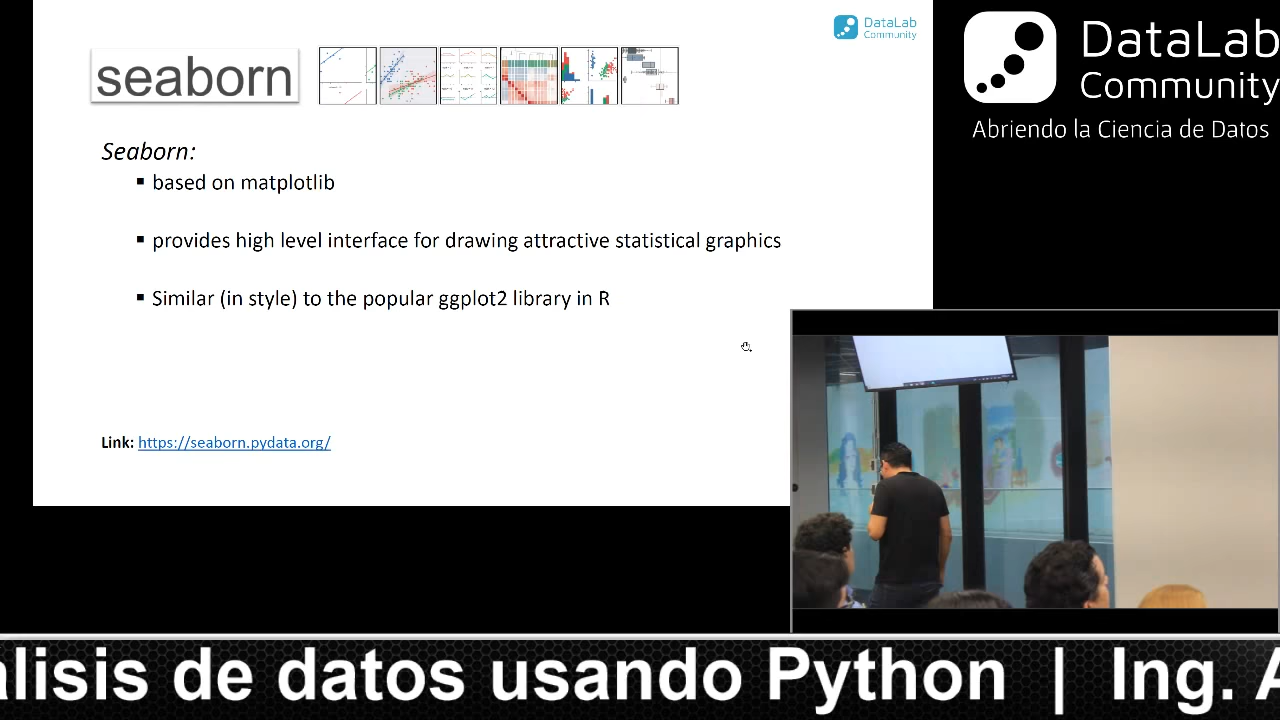 DataLab
Community
seaborn
Seaborn:
▪ based on matplotlib
▪ provides high level interface for drawing attractive statistical graphics
▪ Similar (in style) to the popular ggplot2 library in R
Link: https://seaborn.pydata.org/
DataLab
Community
Abriendo la Ciencia de Datos
álisis de datos usando Python | Ing. A